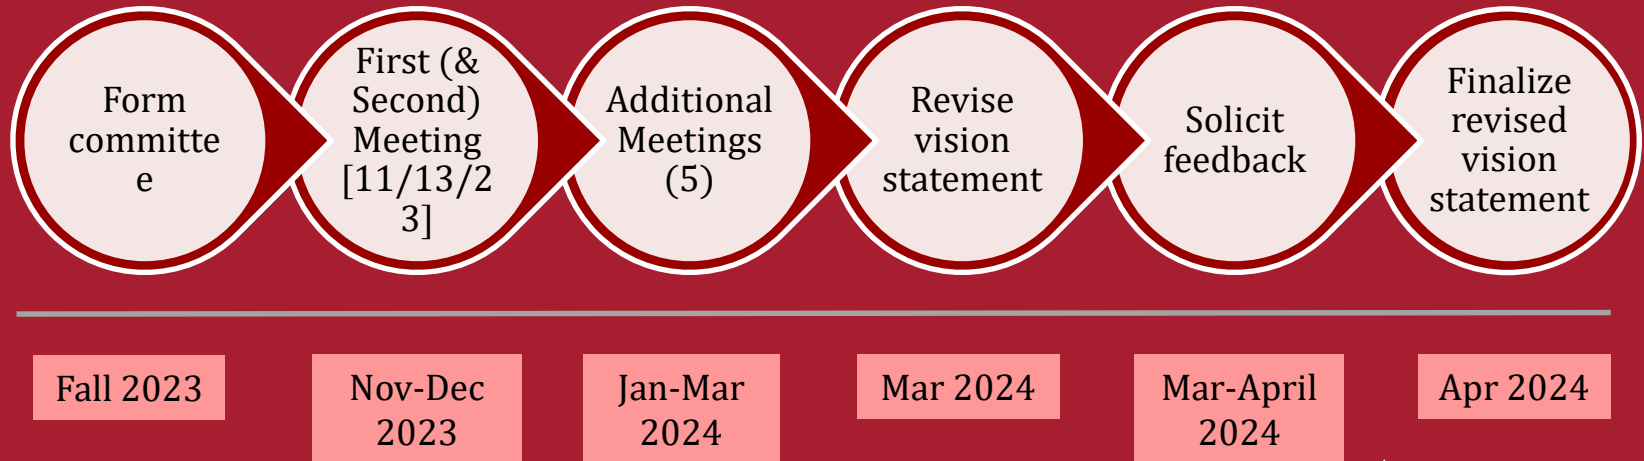 Form
committe
e
First (&
Second)
Meeting
[11/13/2
3]
Additional
Meetings
(5)
Revise
vision
statement
Solicit
feedback
Finalize
revised
vision
statement
Fall 2023
Nov-Dec
2023
Jan-Mar
2024
Mar 2024
Mar-April
2024
Apr 2024